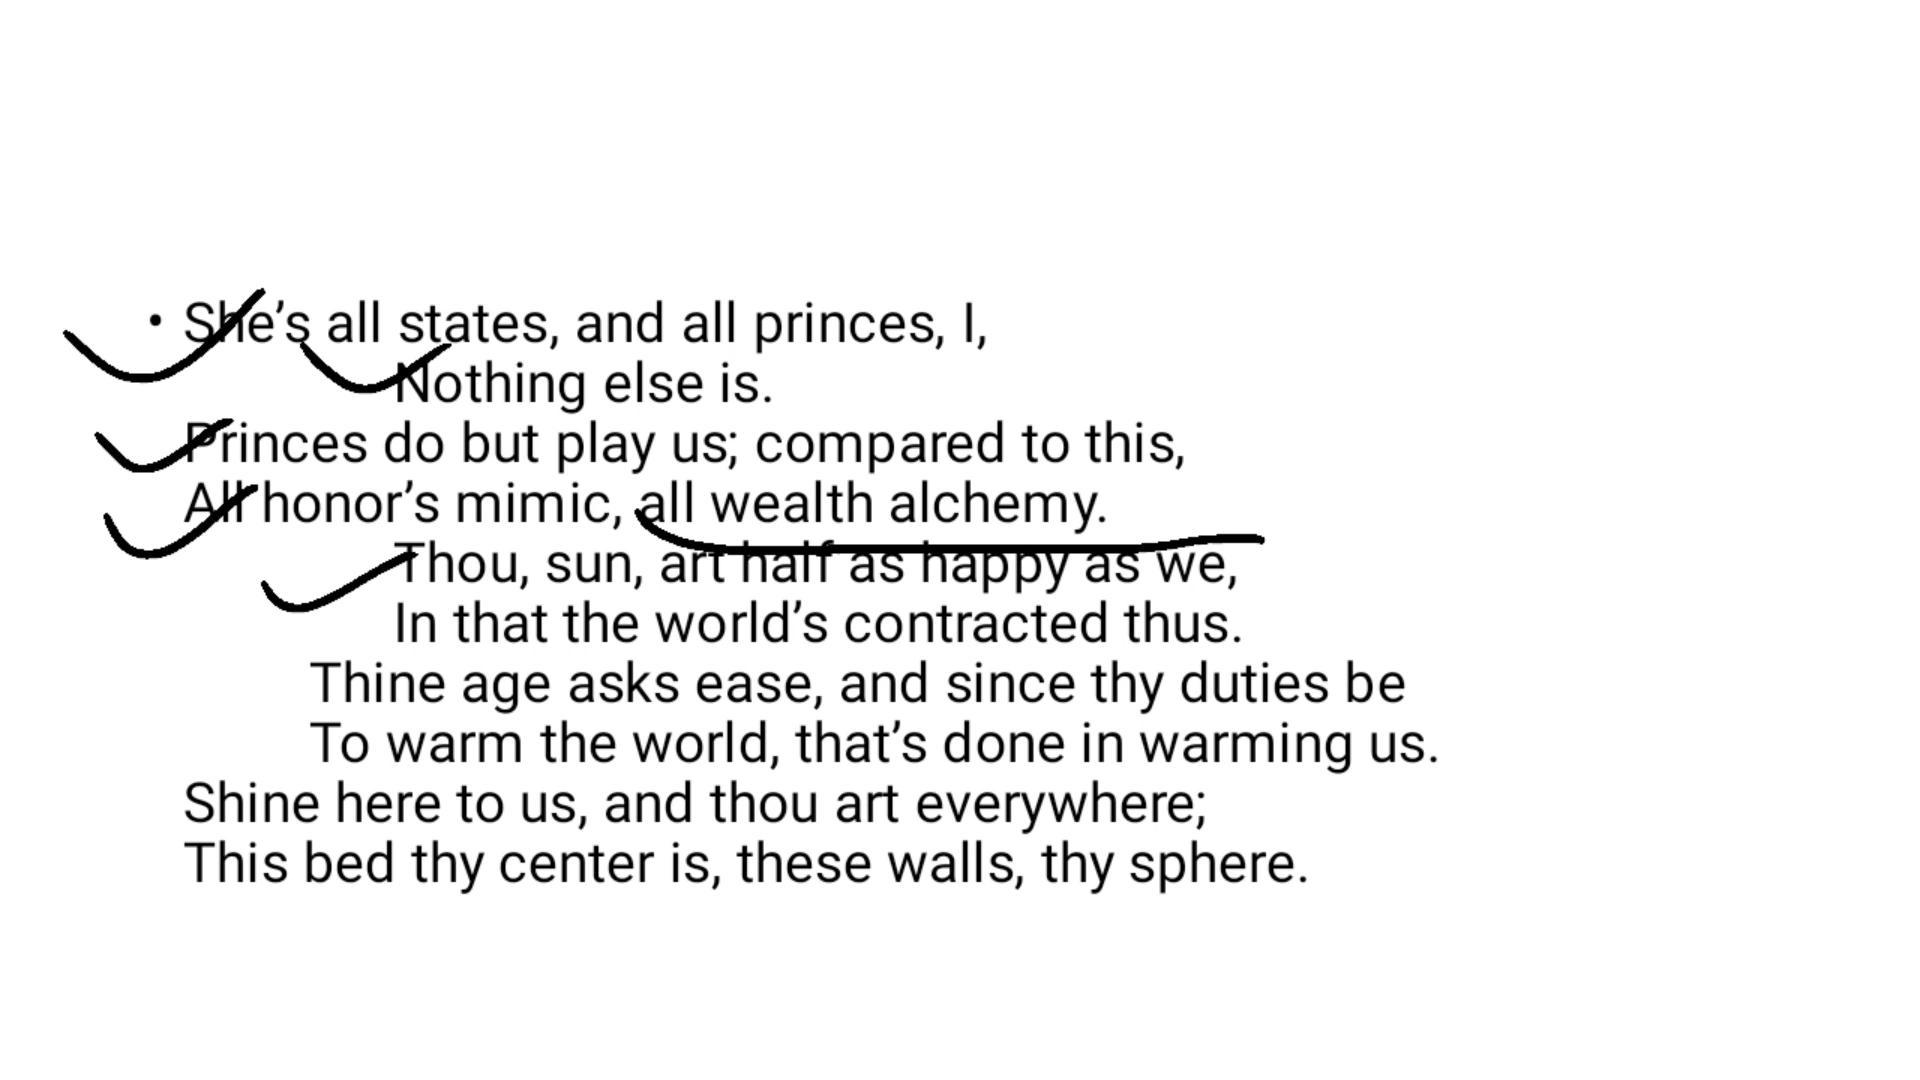 • She’s all states, and all princes, I,
Nothing else is.
Princes do but play us; compared to this,
All honor’s mimic, all wealth alchemy.
Thou, sun, art half as happy as we,
In that the world’s contracted thus.
Thine age asks ease, and since thy duties be
To warm the world, that’s done in warming us.
Shine here to us, and thou art everywhere;
This bed thy center is, these walls, thy sphere.